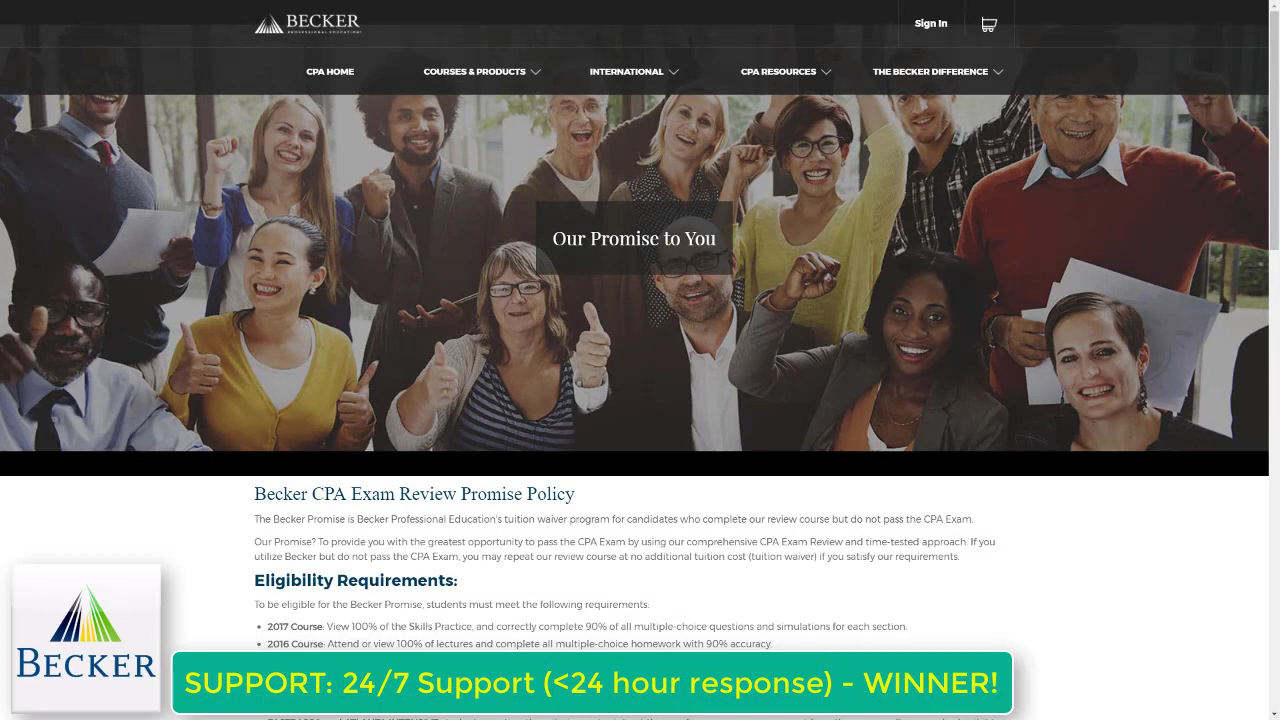 BECKER
PROFESSIONAL EDUCATION
Sign In
CPA HOME
COURSES & PRODUCTS
INTERNATIONAL
CPA RESOURCES
THE BECKER DIFFERENCE
Our Promise to You
Becker CPA Exam Review Promise Policy
The Becker Promise is Becker Professional Education's tuition waiver program for candidates who complete our review course but do not pass the CPA Exam.
Our Promise? To provide you with the greatest opportunity to pass the CPA Exam by using our comprehensive CPA Exam Review and time-tested approach. If you
utilize Becker but do not pass the CPA Exam, you may repeat our review course at no additional tuition cost (tuition waiver) if you satisfy our requirements.
Eligibility Requirements:
To be eligible for the Becker Promise, students must meet the following requirements:
• 2017 Course: View 100% of the Skills Practice, and correctly complete 90% of all multiple-choice questions and simulations for each section.
• 2016 Course: Attend or view 100% of lectures and complete all multiple-choice homework with 90% accuracy.
BECKER
SUPPORT: 24/7 Support (<24 hour response) - WINNER!